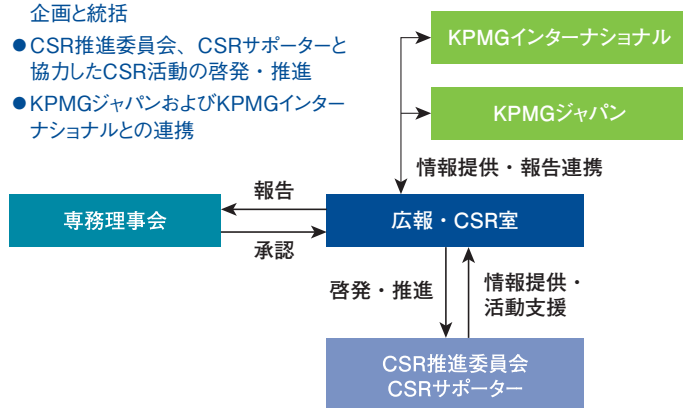 企画と統括
●CSR推進委員会、CSRサポーターと
協力したCSR活動の啓発・推進
●KPMGジャパンおよびKPMGインター
ナショナルとの連携
KPMGインターナショナル
KPMGジャパン
情報提供・報告連携
報告
専務理事会
広報・CSR室
承認
啓発・推進
情報提供・
活動支援
CSR推進委員会
CSRサポーター